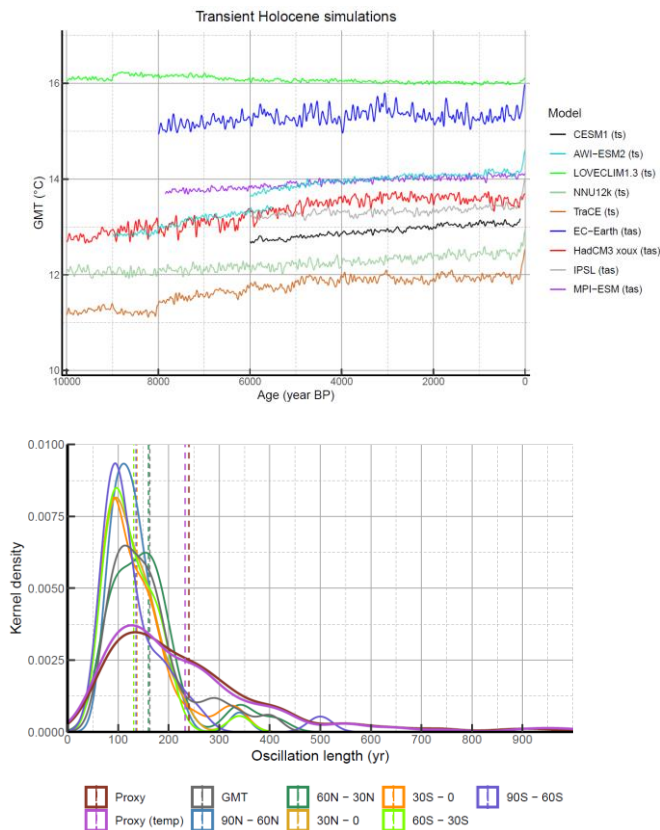 Transient Holocene simulations
16
14
12
10
GMT (°C)
10000 8000 6000 4000 2000 0
Age (year BP)
Model
CESM1 (ts)
AWI−ESM2 (ts)
LOVECLIM1.3 (ts)
NNU12k (ts)
TraCE (ts)
EC−Earth (tas)
HadCM3 xoux (tas)
IPSL (tas)
MPI−ESM (tas)
0.0100
0.0075
0.0050
0.0025
0.0000
Kernel density
0 100 200 300 400 500 600 700 800 900
Oscillation length (yr)
Proxy GMT 60N − 30N 30S − 0 90S − 60S
Proxy (temp) 90N − 60N 30N − 0 60S − 30S